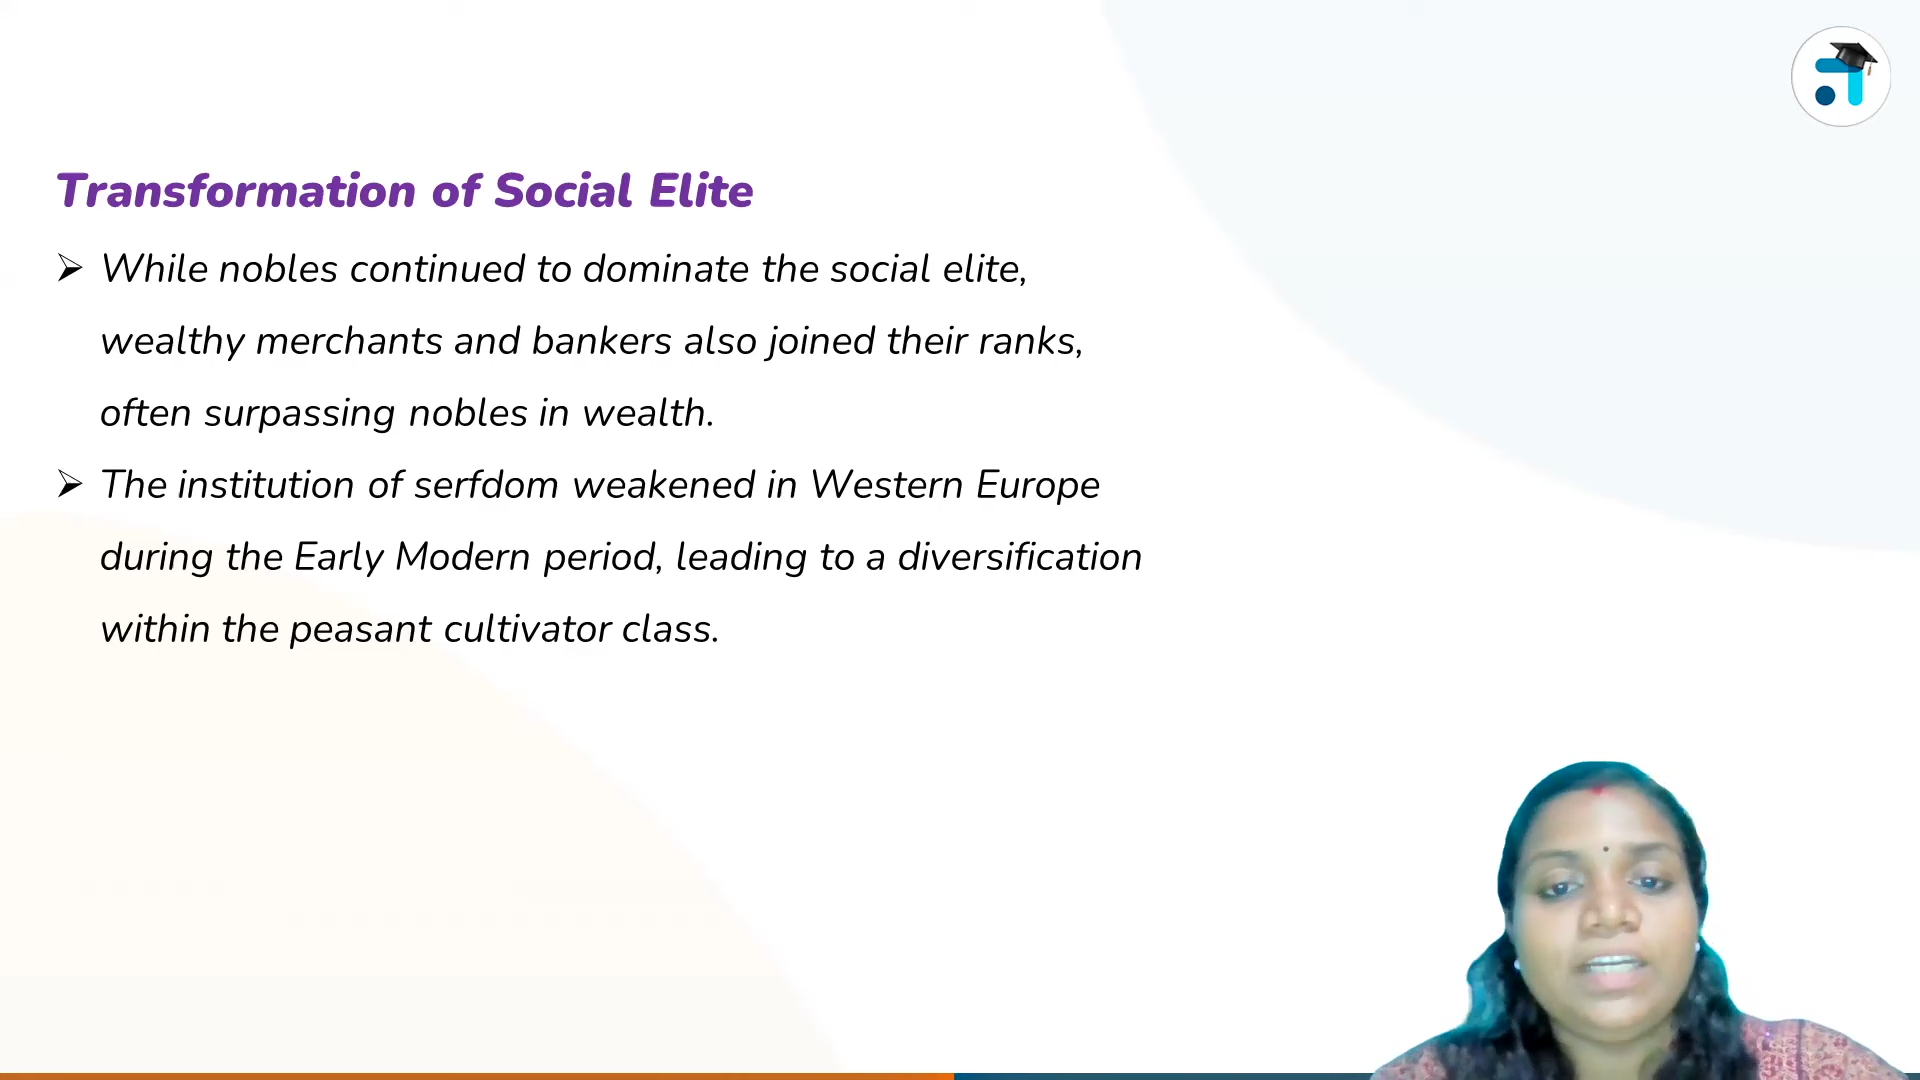 Transformation of Social Elite
➢ While nobles continued to dominate the social elite,
wealthy merchants and bankers also joined their ranks,
often surpassing nobles in wealth.
➢ The institution of serfdom weakened in Western Europe
during the Early Modern period, leading to a diversification
within the peasant cultivator class.